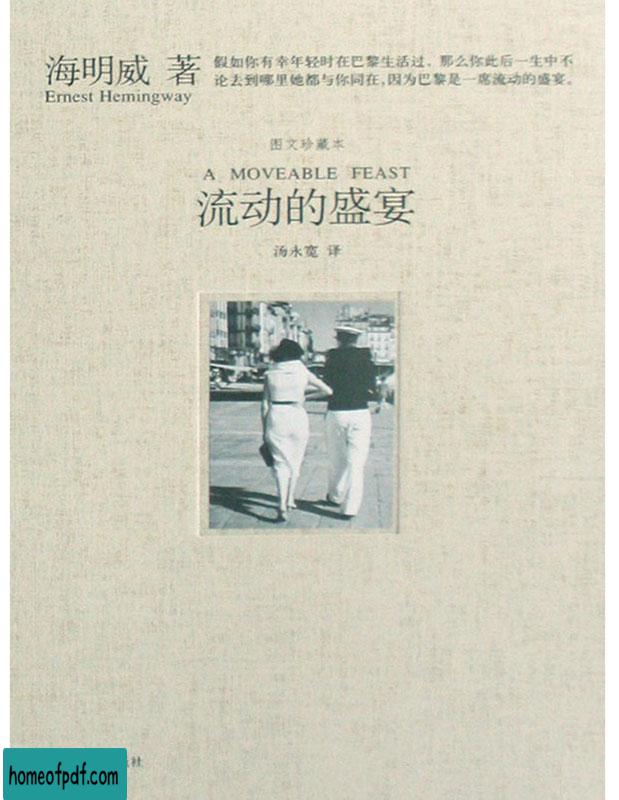 海明威 著
Ernest Hemingway
假如你有幸年轻时在巴黎生活过，那么你此后一生中不
论去到哪里她都与你同在，因为巴黎是一席流动的盛宴。
图文珍藏本
A MOVEABLE FEAST
流动的盛宴
汤永宽 译
社
homeofpdf.com